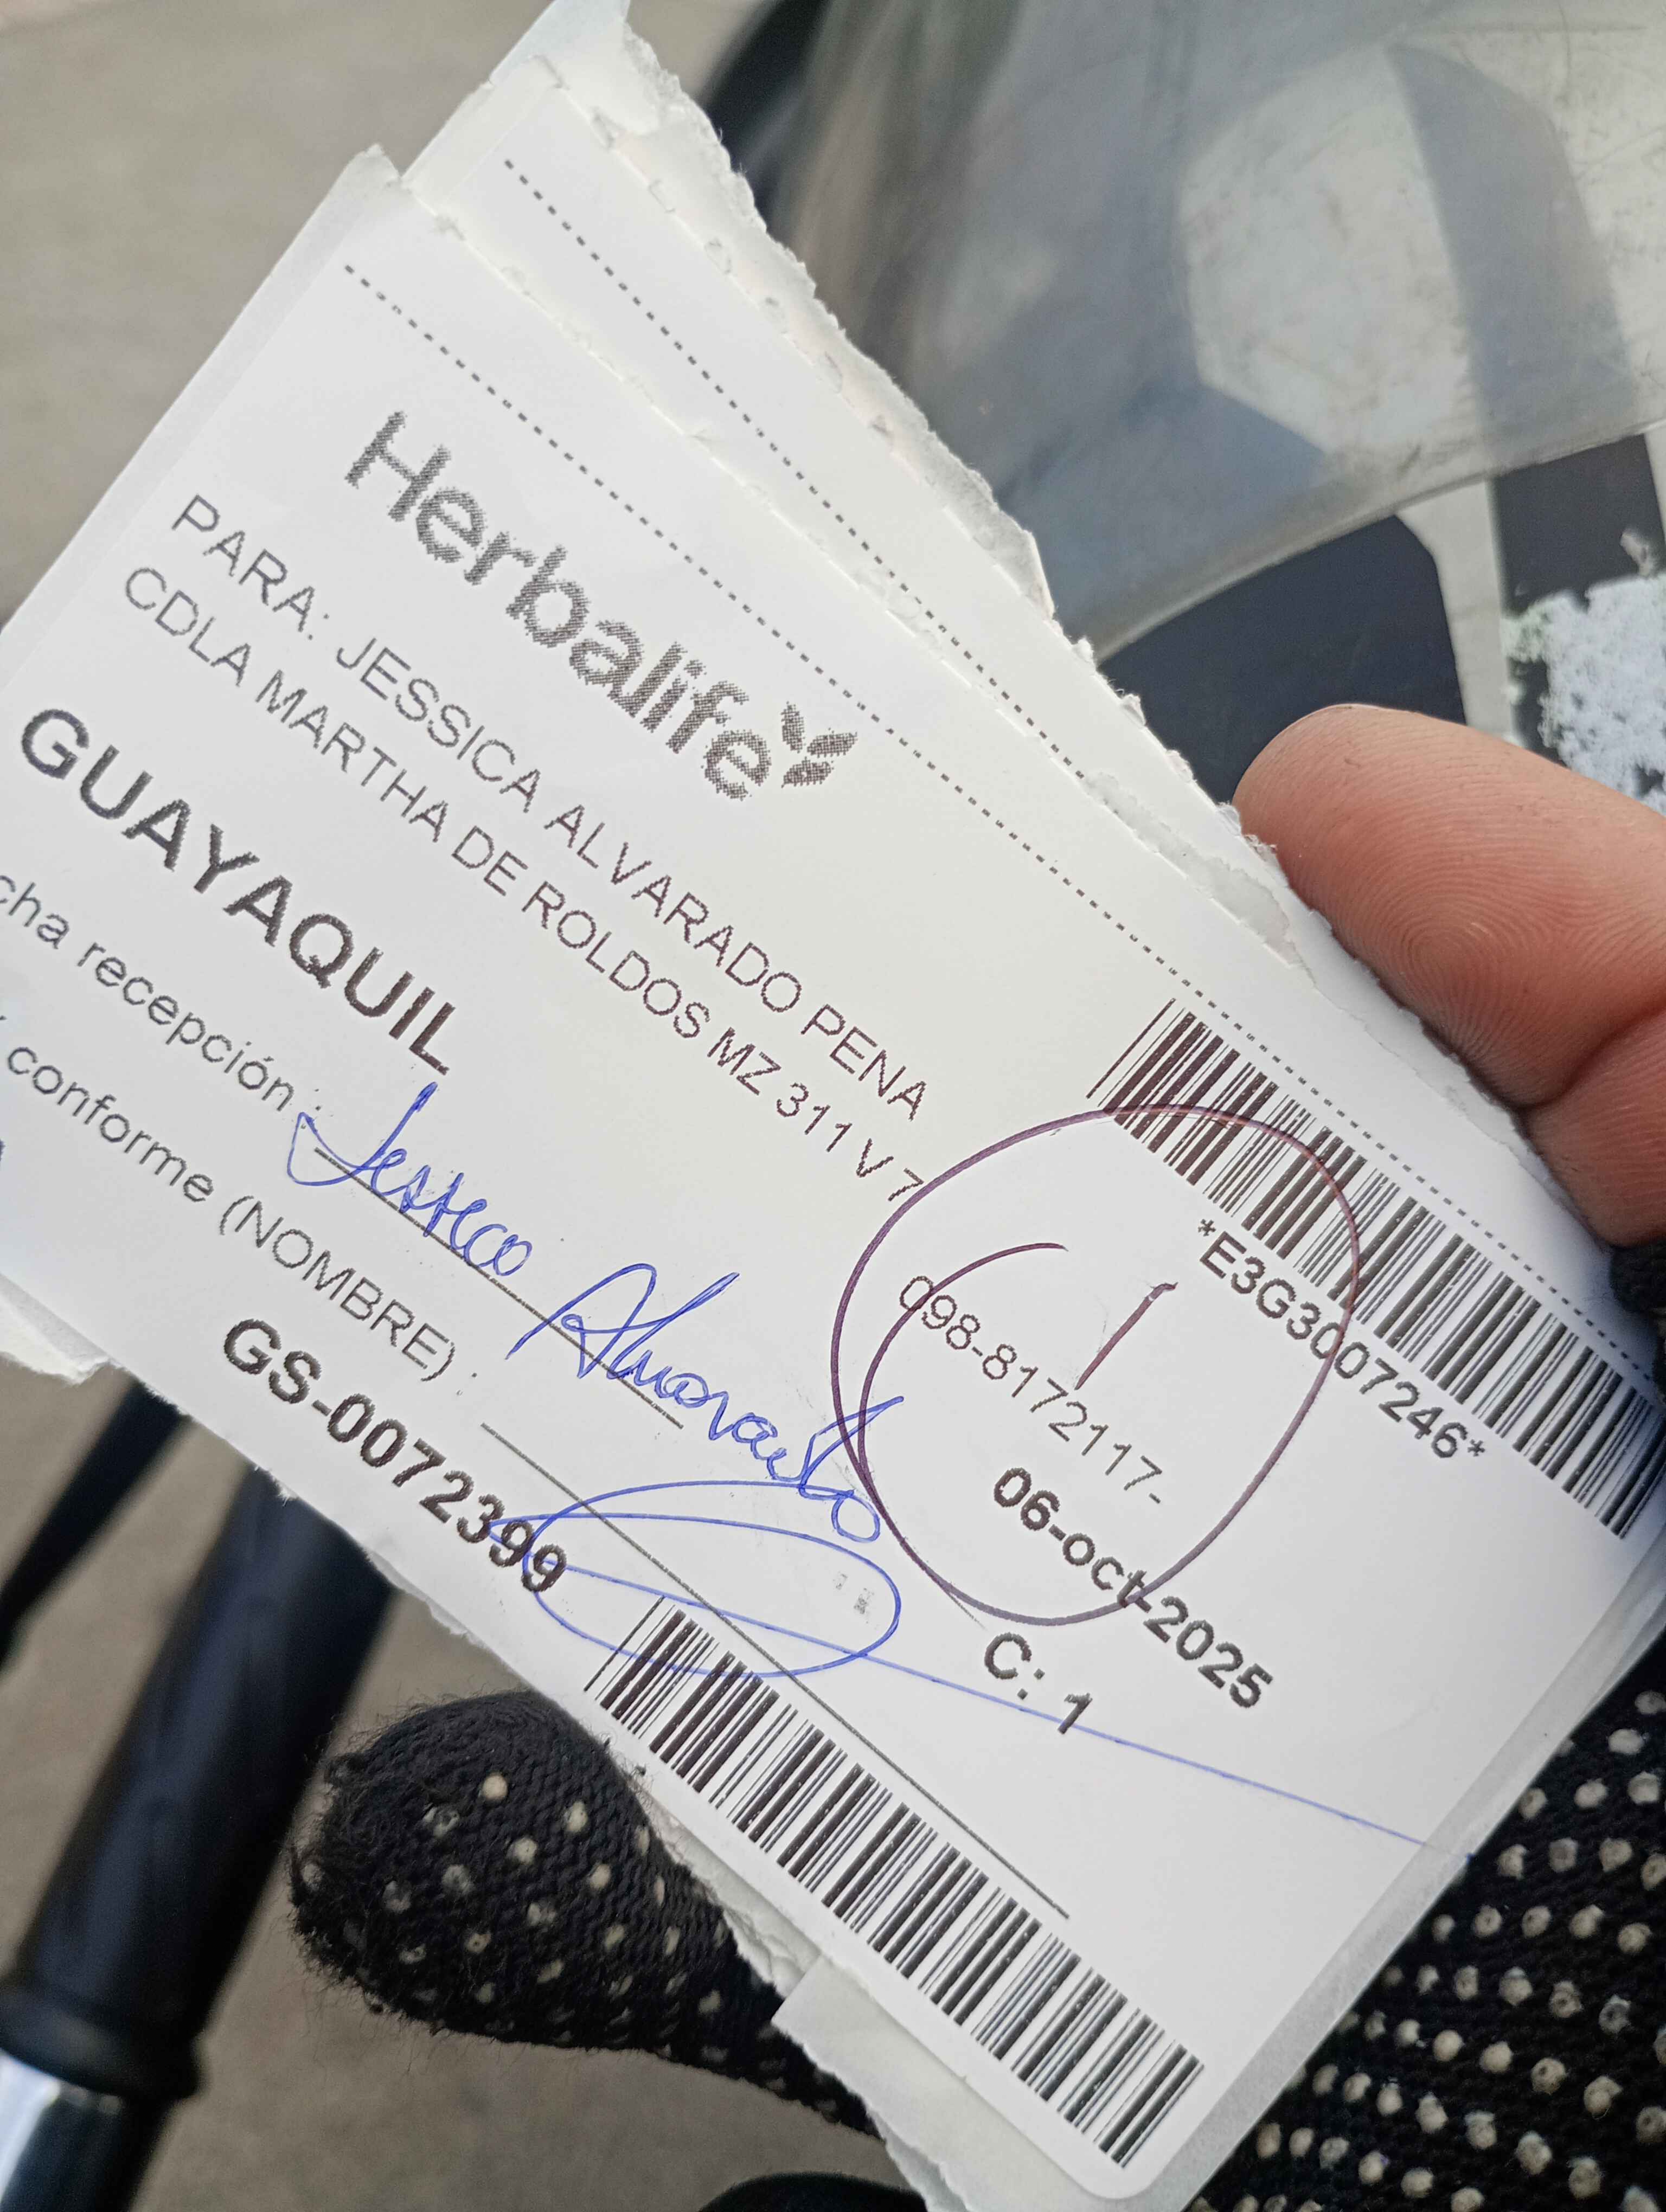 Herbalife
PARA: JESSICA ALVARADO PENA
CDLA MARTHA DE ROLDOS MZ 311 V 7
GUAYAQUIL
*E3G3007246*
1
098-8172117-
06-oct-2025
C: 1
cha recepción :
Jessica Alvarado
conforme (NOMBRE) :
GS-0072399